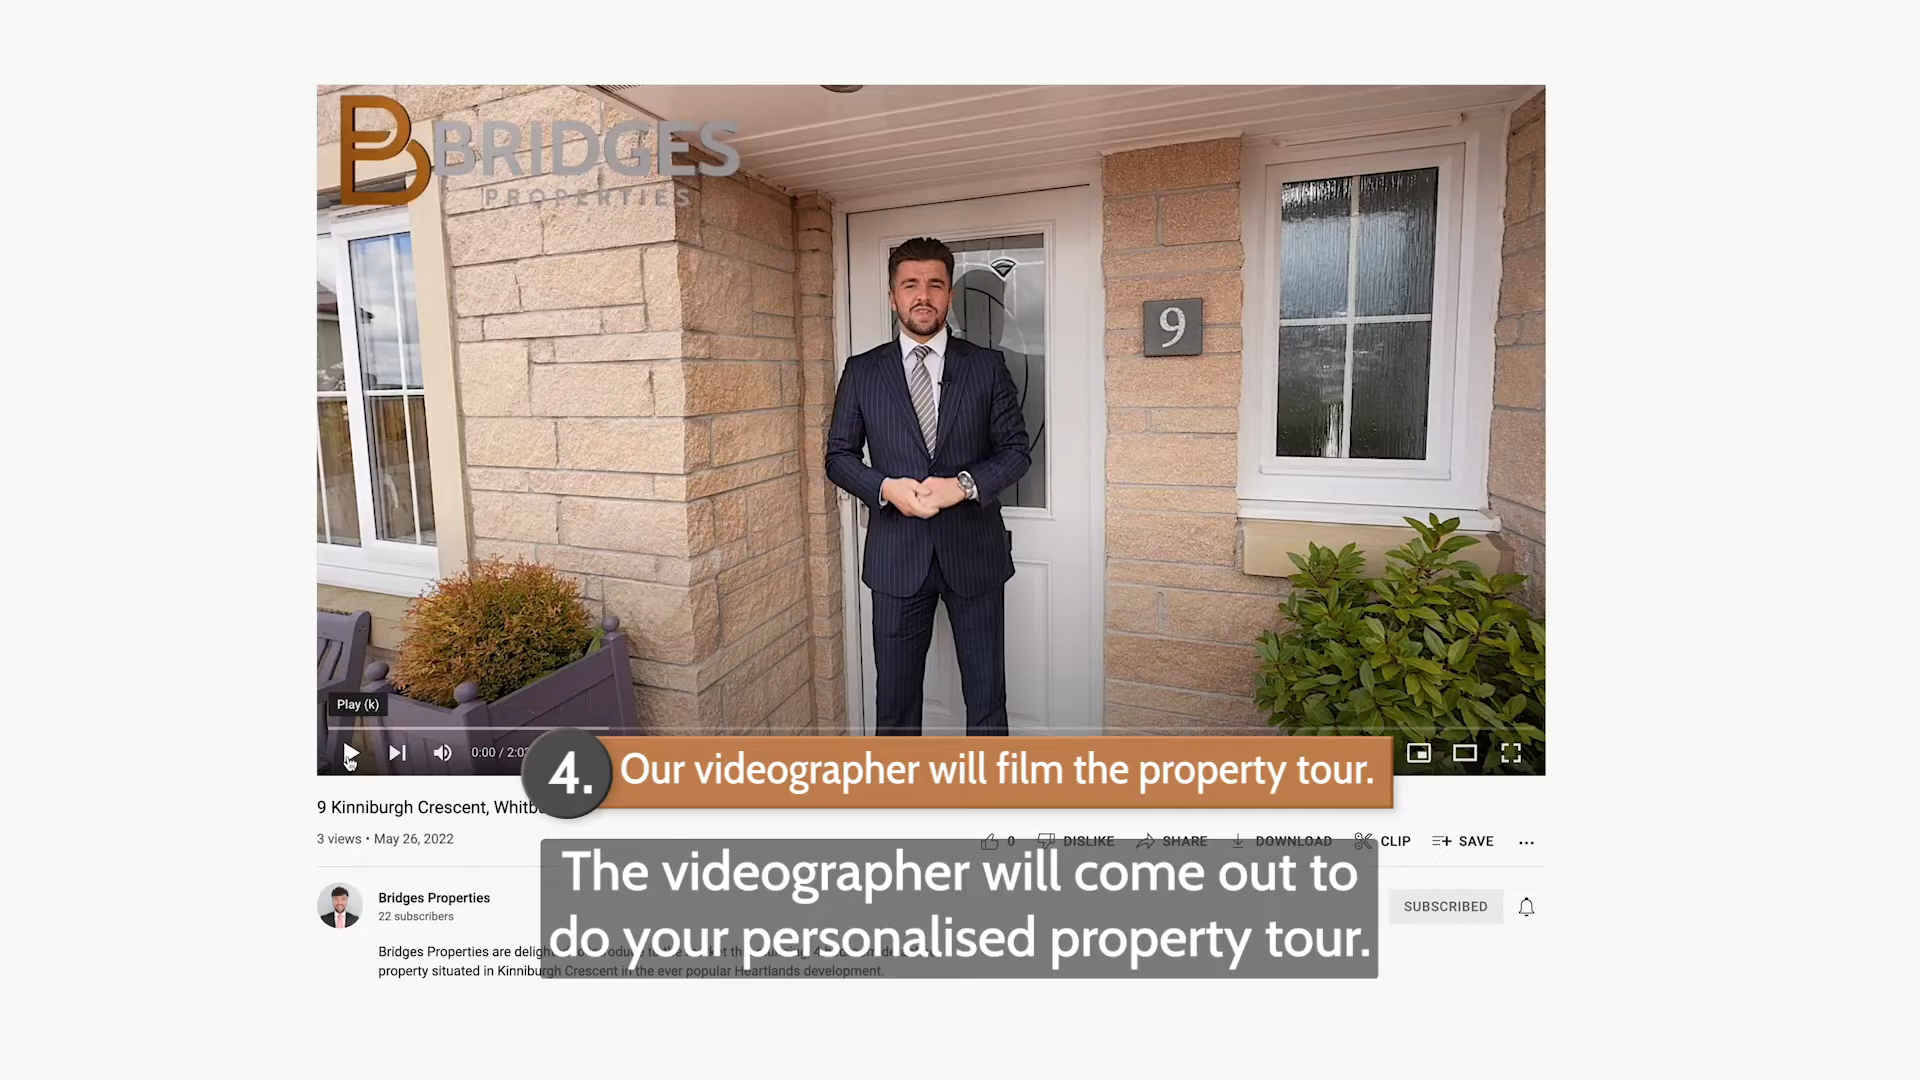 BRIDGES
PROPERTIES
9
Play (k)
0:00 / 2:02
4. Our videographer will film the property tour.
9 Kinniburgh Crescent,
3 views • May 26, 2022
0 DISLIKE SHARE DOWNLOAD CLIP SAVE ...
The videographer will come out to
do your personalised property tour.
Bridges Properties
22 subscribers
SUBSCRIBED
Bridges Properties are
property situated in Kinniburgh Crescent in the ever popular Heartlands development.